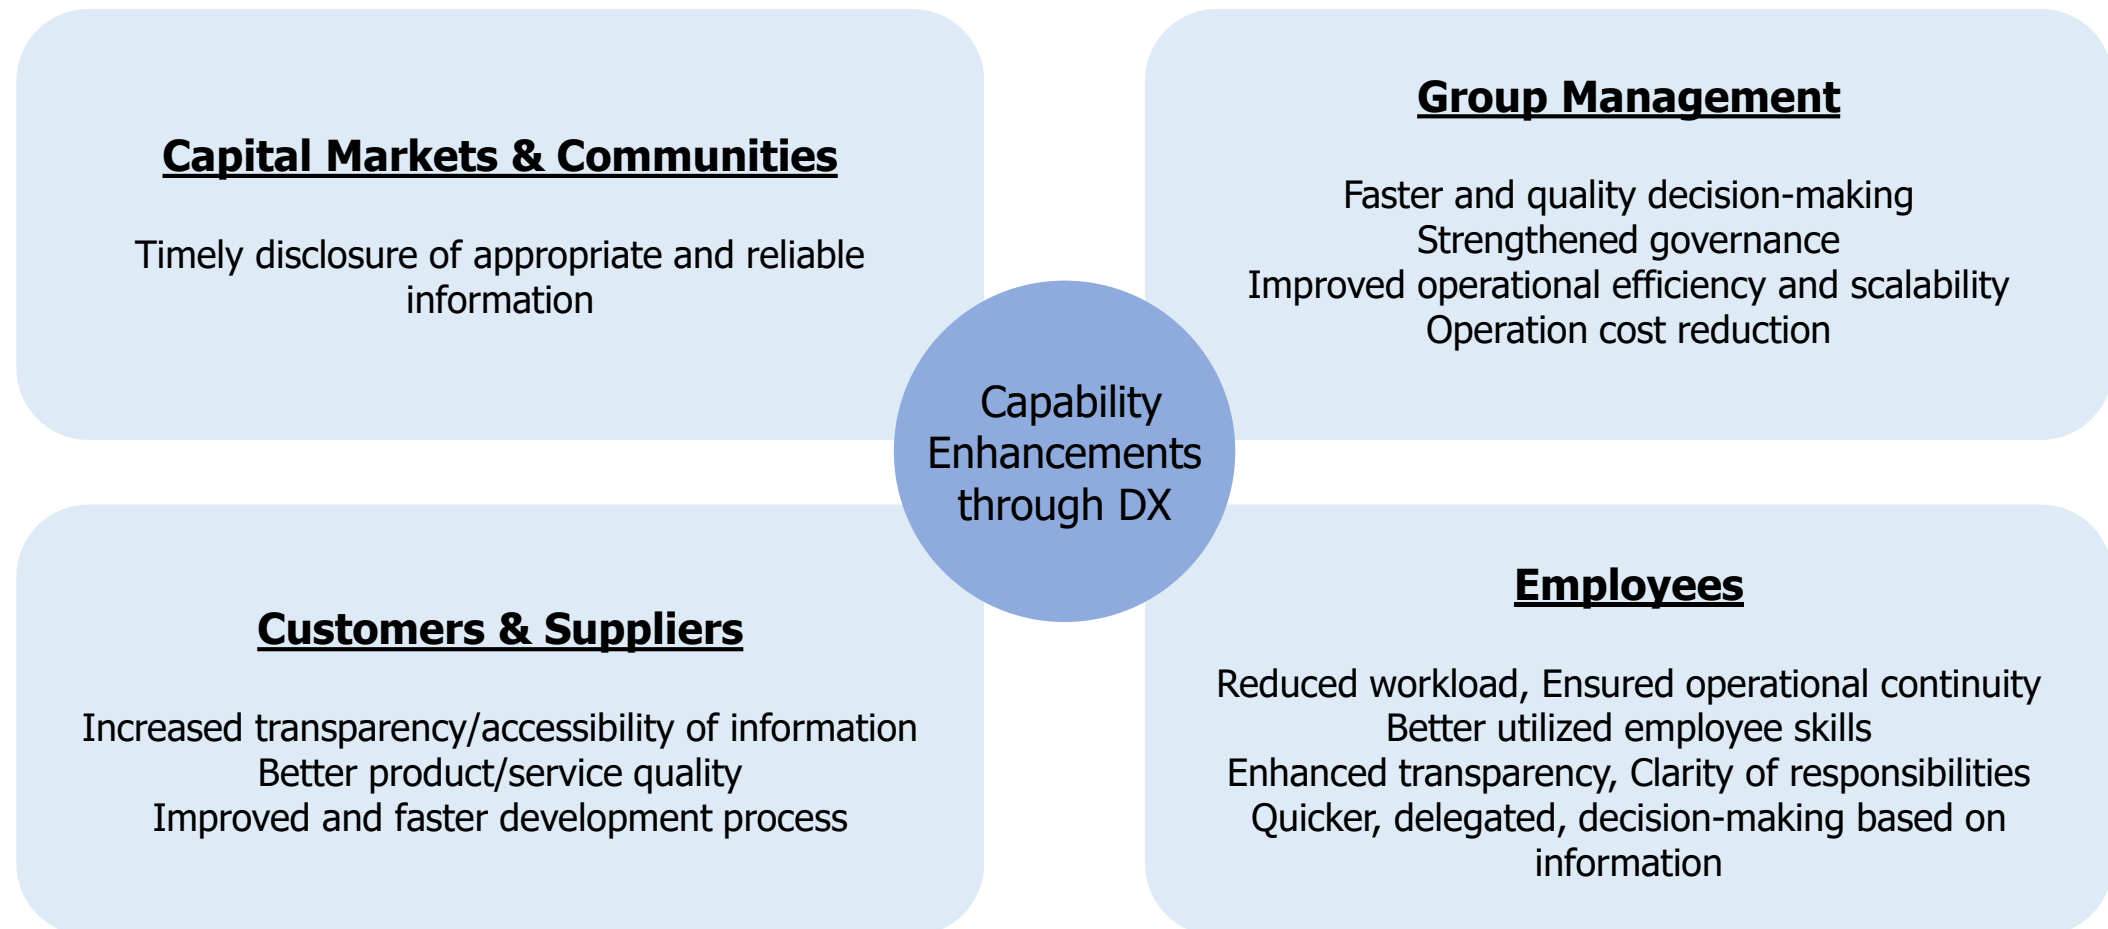 Capital Markets & Communities
Timely disclosure of appropriate and reliable
information
Group Management
Faster and quality decision-making
Strengthened governance
Improved operational efficiency and scalability
Operation cost reduction
Capability
Enhancements
through DX
Customers & Suppliers
Increased transparency/accessibility of information
Better product/service quality
Improved and faster development process
Employees
Reduced workload, Ensured operational continuity
Better utilized employee skills
Enhanced transparency, Clarity of responsibilities
Quicker, delegated, decision-making based on
information